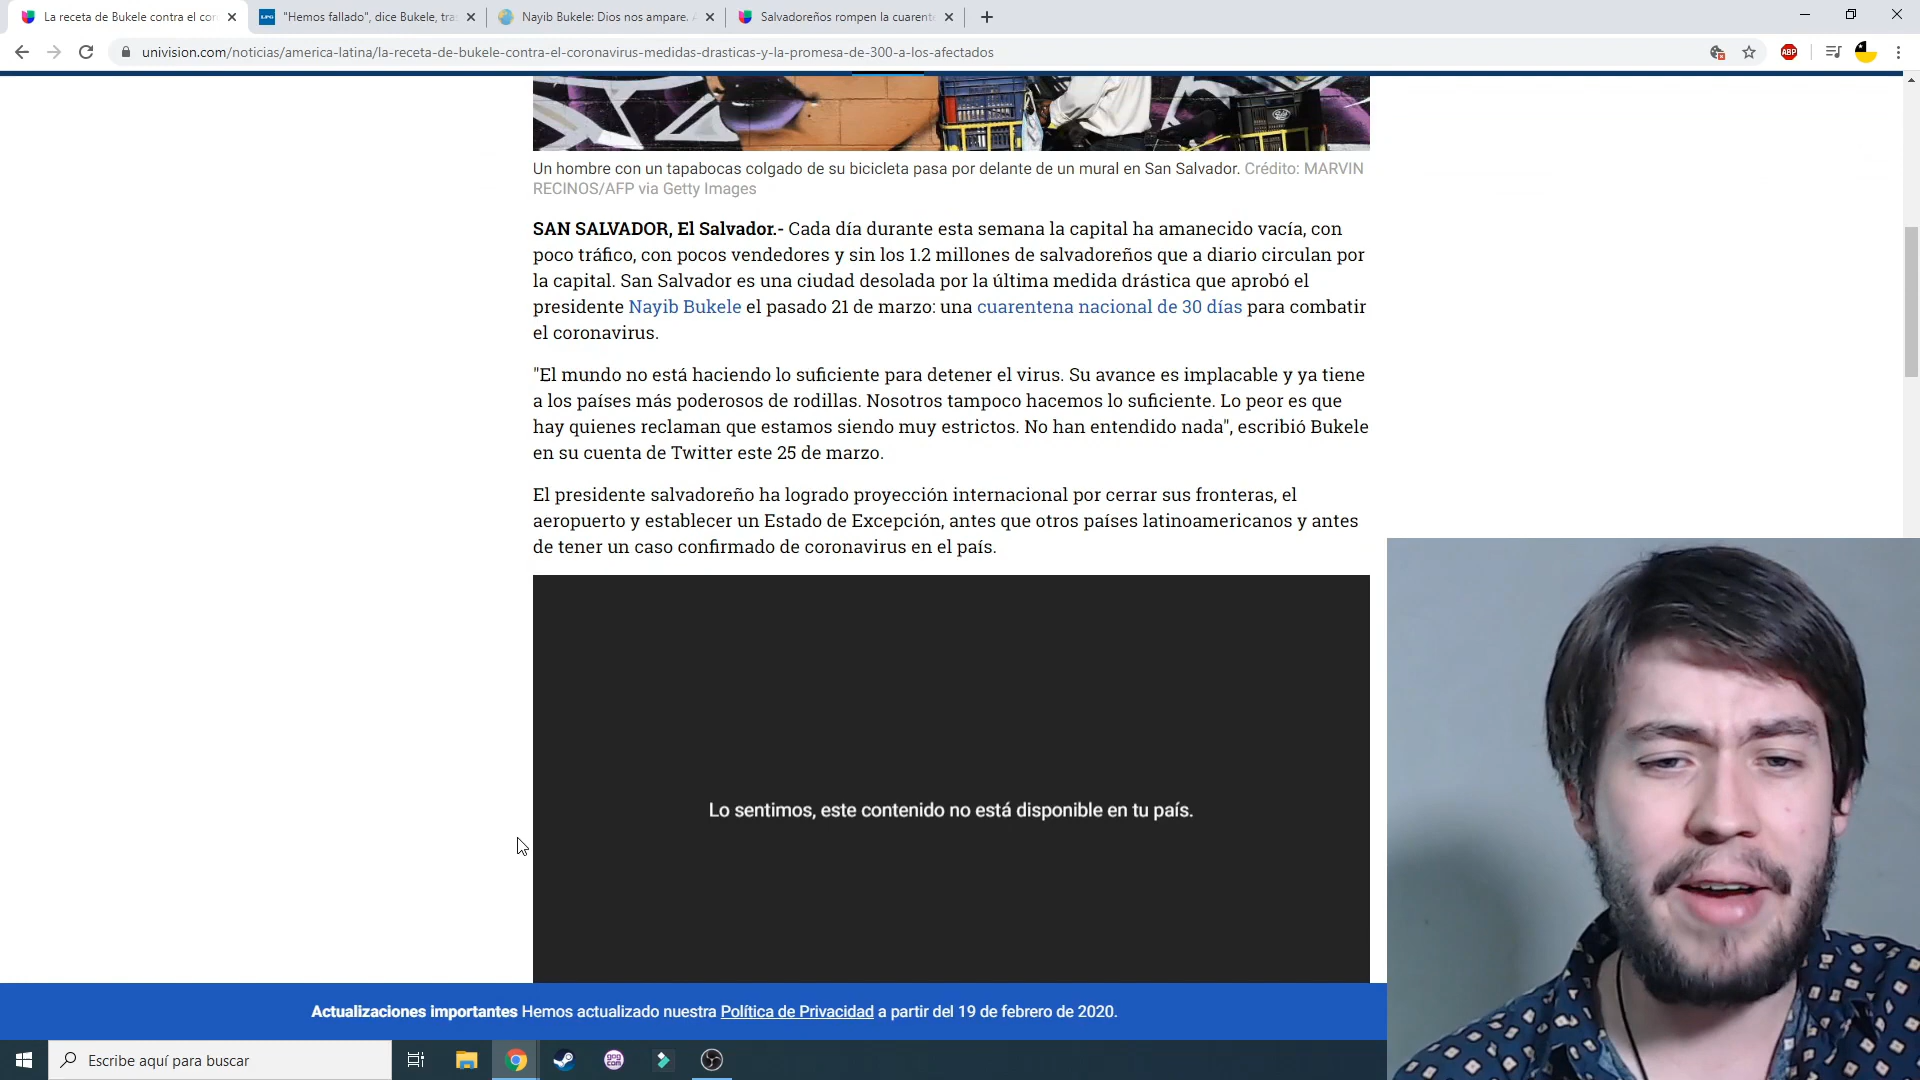 La receta de Bukele contra el cor
"Hemos fallado", dice Bukele, tra
Nayib Bukele: Dios nos ampare.
Salvadoreños rompen la cuarent
univision.com/noticias/america-latina/la-receta-de-bukele-contra-el-coronavirus-medidas-drasticas-y-la-promesa-de-300-a-los-afectados
ABP
Un hombre con un tapabocas colgado de su bicicleta pasa por delante de un mural en San Salvador. Crédito: MARVIN
RECINOS/AFP via Getty Images
SAN SALVADOR, El Salvador.- Cada día durante esta semana la capital ha amanecido vacía, con
poco tráfico, con pocos vendedores y sin los 1.2 millones de salvadoreños que a diario circulan por
la capital. San Salvador es una ciudad desolada por la última medida drástica que aprobó el
presidente Nayib Bukele el pasado 21 de marzo: una cuarentena nacional de 30 días para combatir
el coronavirus.
"El mundo no está haciendo lo suficiente para detener el virus. Su avance es implacable y ya tiene
a los países más poderosos de rodillas. Nosotros tampoco hacemos lo suficiente. Lo peor es que
hay quienes reclaman que estamos siendo muy estrictos. No han entendido nada", escribió Bukele
en su cuenta de Twitter este 25 de marzo.
El presidente salvadoreño ha logrado proyección internacional por cerrar sus fronteras, el
aeropuerto y establecer un Estado de Excepción, antes que otros países latinoamericanos y antes
de tener un caso confirmado de coronavirus en el país.
Lo sentimos, este contenido no está disponible en tu país.
Actualizaciones importantes Hemos actualizado nuestra Política de Privacidad a partir del 19 de febrero de 2020.
Escribe aquí para buscar